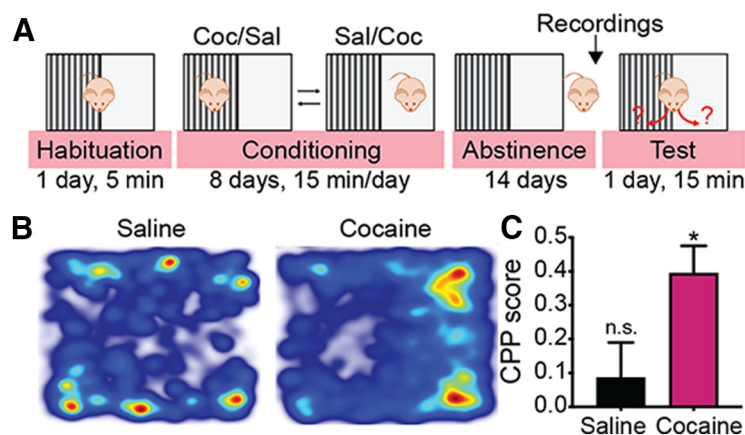 A
Recordings
Coc/Sal Sal/Coc
? ?
Habituation Conditioning Abstinence Test
1 day, 5 min 8 days, 15 min/day 14 days 1 day, 15 min
B
Saline Cocaine
C
CPP score
0.5
0.4
0.3
0.2
0.1
0.0
n.s.
*
Saline Cocaine